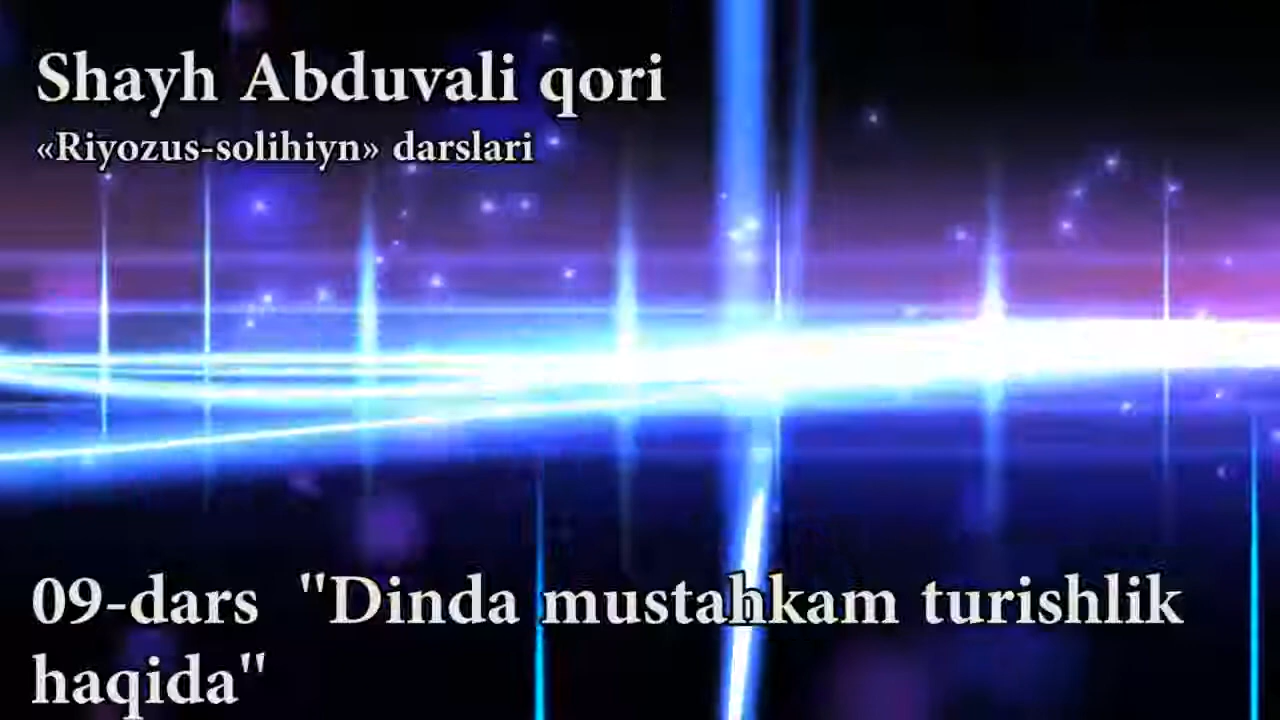 Shayh Abduvali qori
«Riyozus-solihiyn» darslari
09-dars "Dinda mustahkam turishlik
haqida"